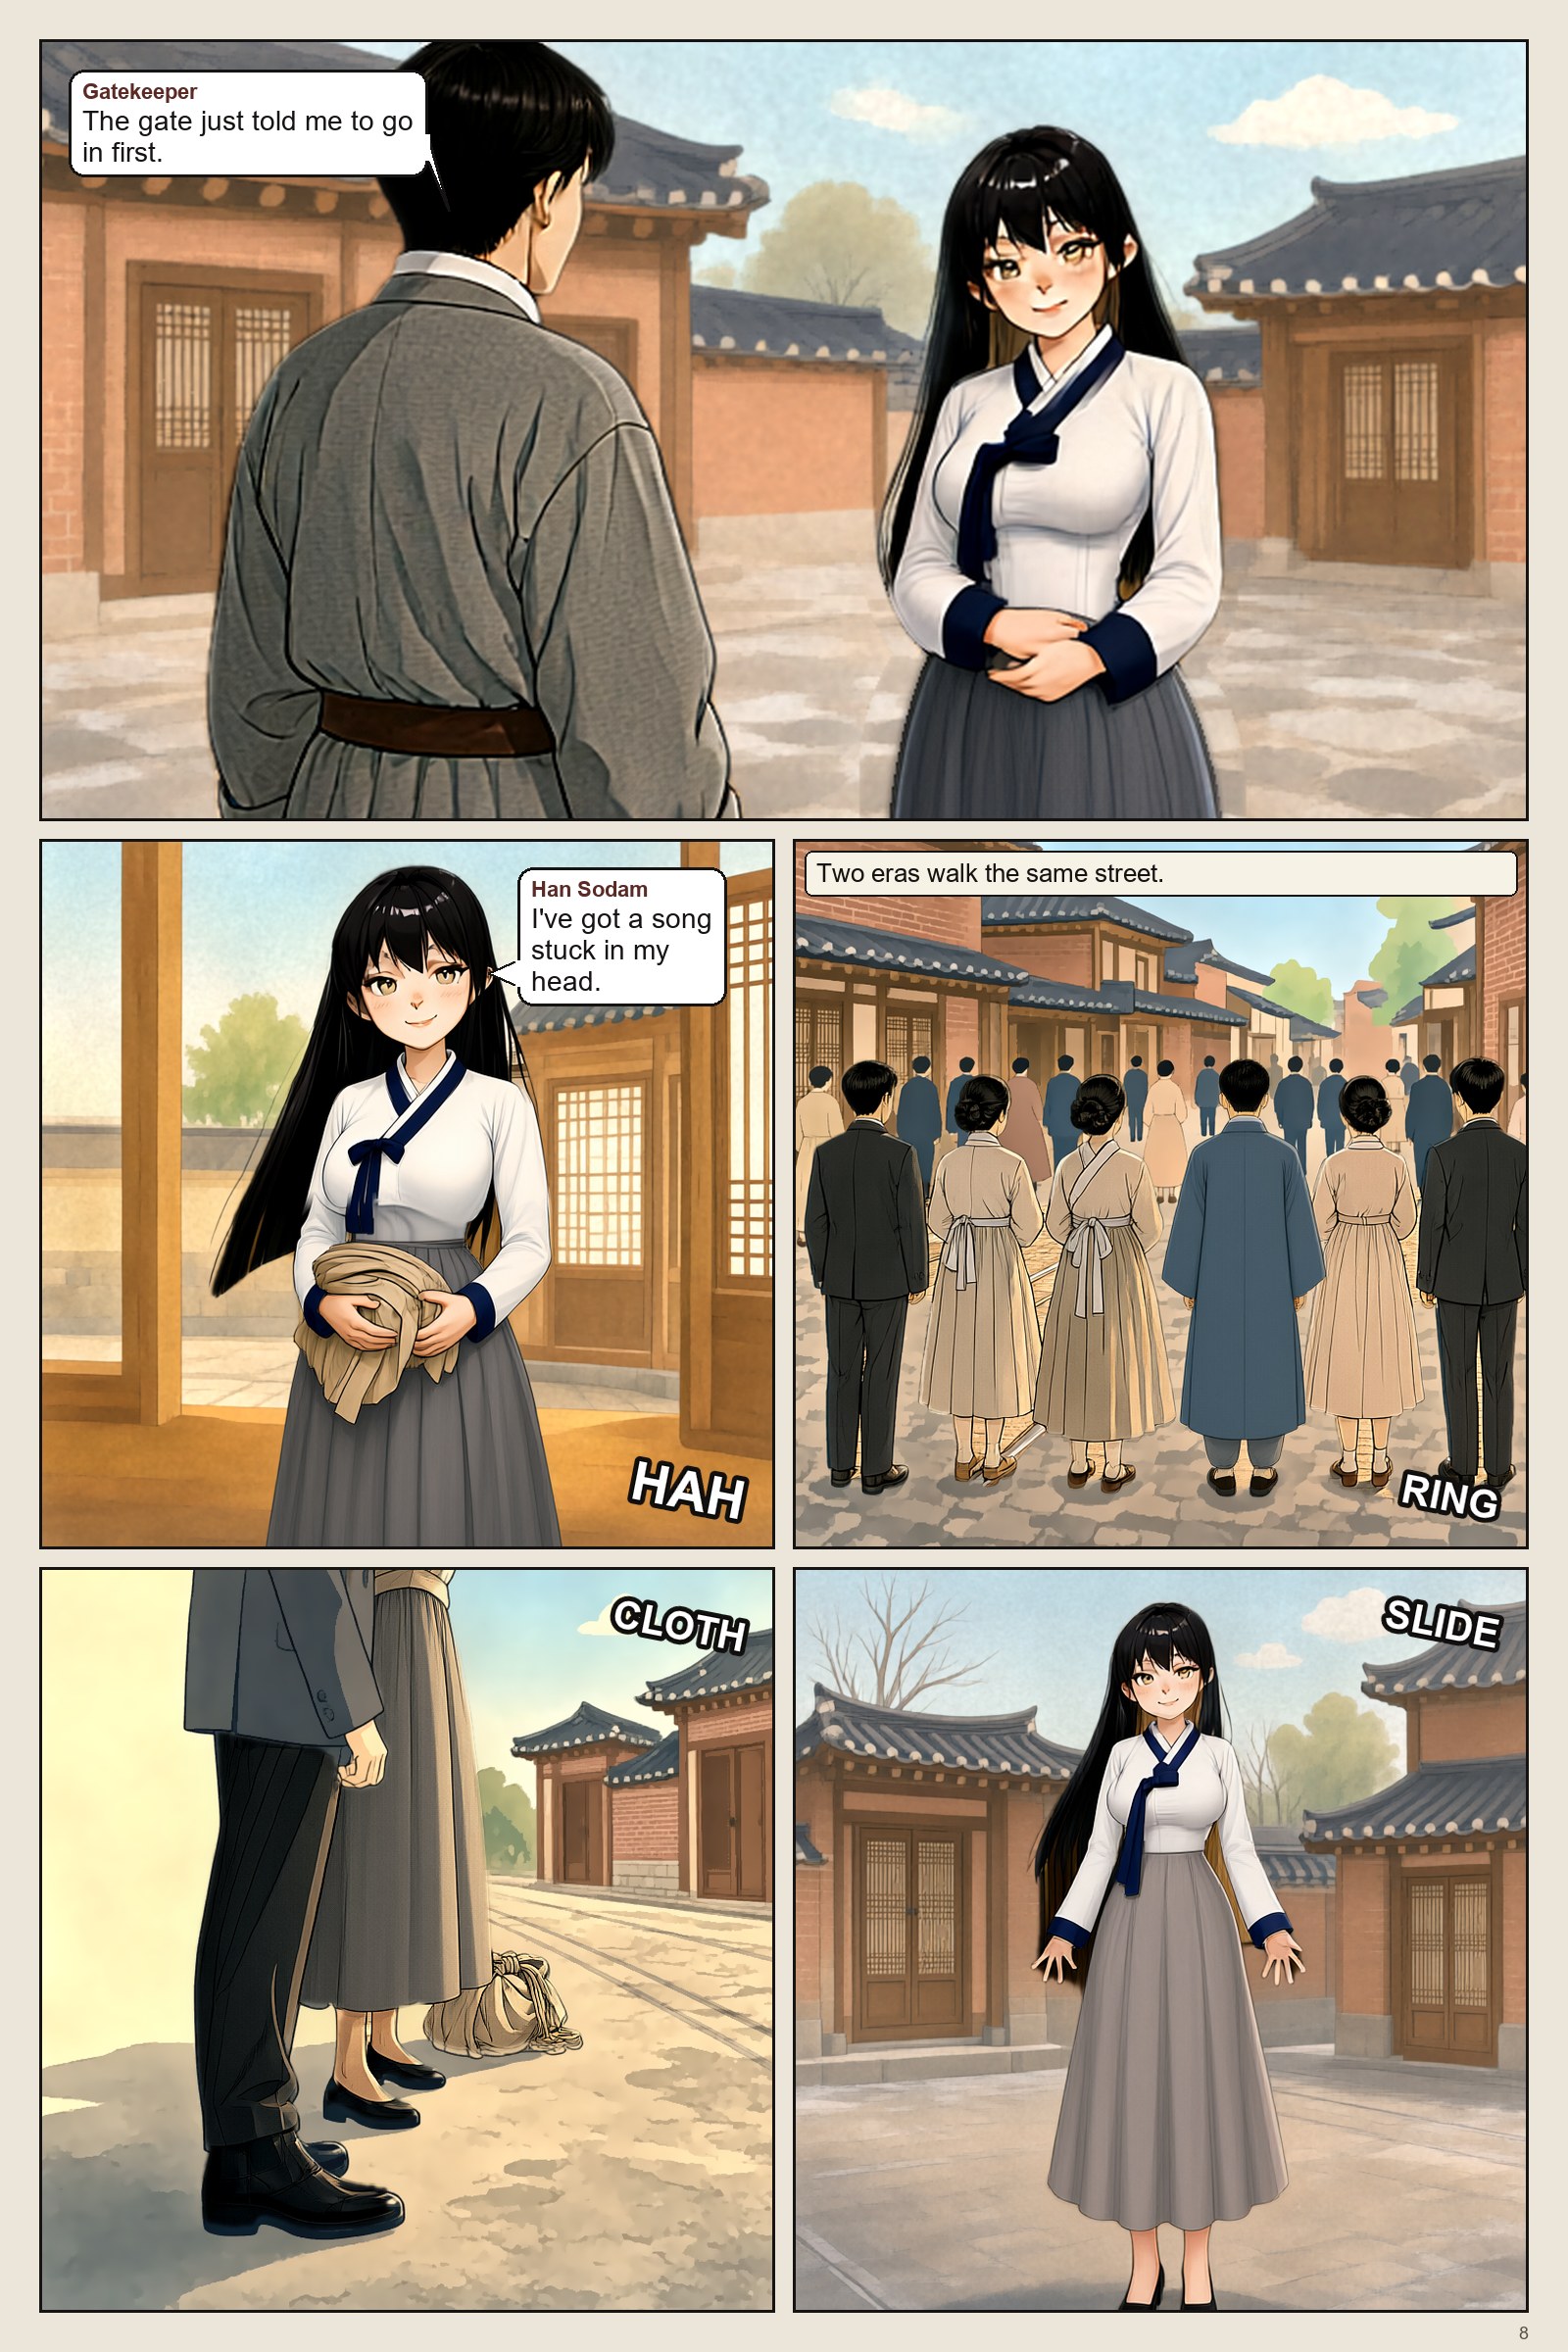 Gatekeeper
The gate just told me to go
in first.
Han Sodam
I've got a song
stuck in my
head.
HAH
Two eras walk the same street.
RING
CLOTH
SLIDE
8